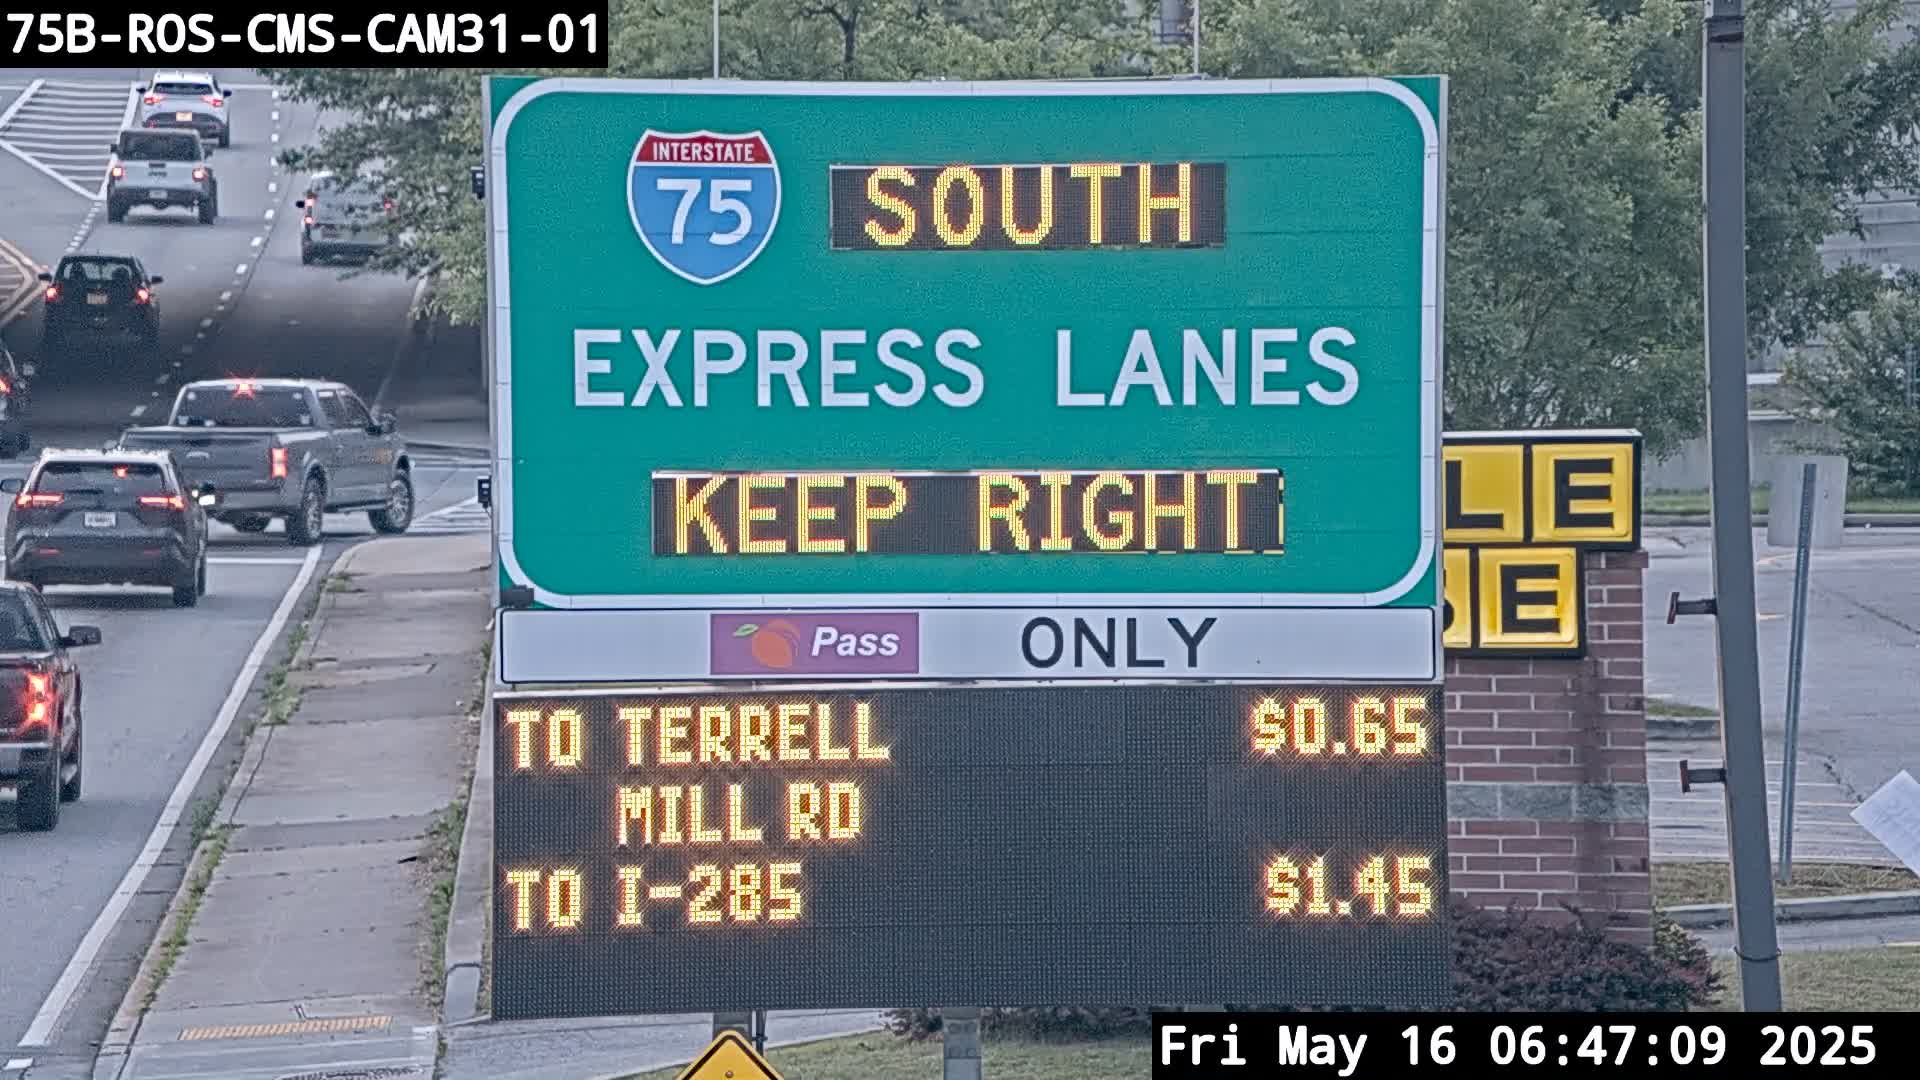 75B-ROS-CMS-CAM31-01
INTERSTATE
75
SOUTH
EXPRESS LANES
KEEP RIGHT
Pass ONLY
TO TERRELL $0.65
MILL RD
TO I-285 $1.45
LE
E
Fri May 16 06:47:09 2025